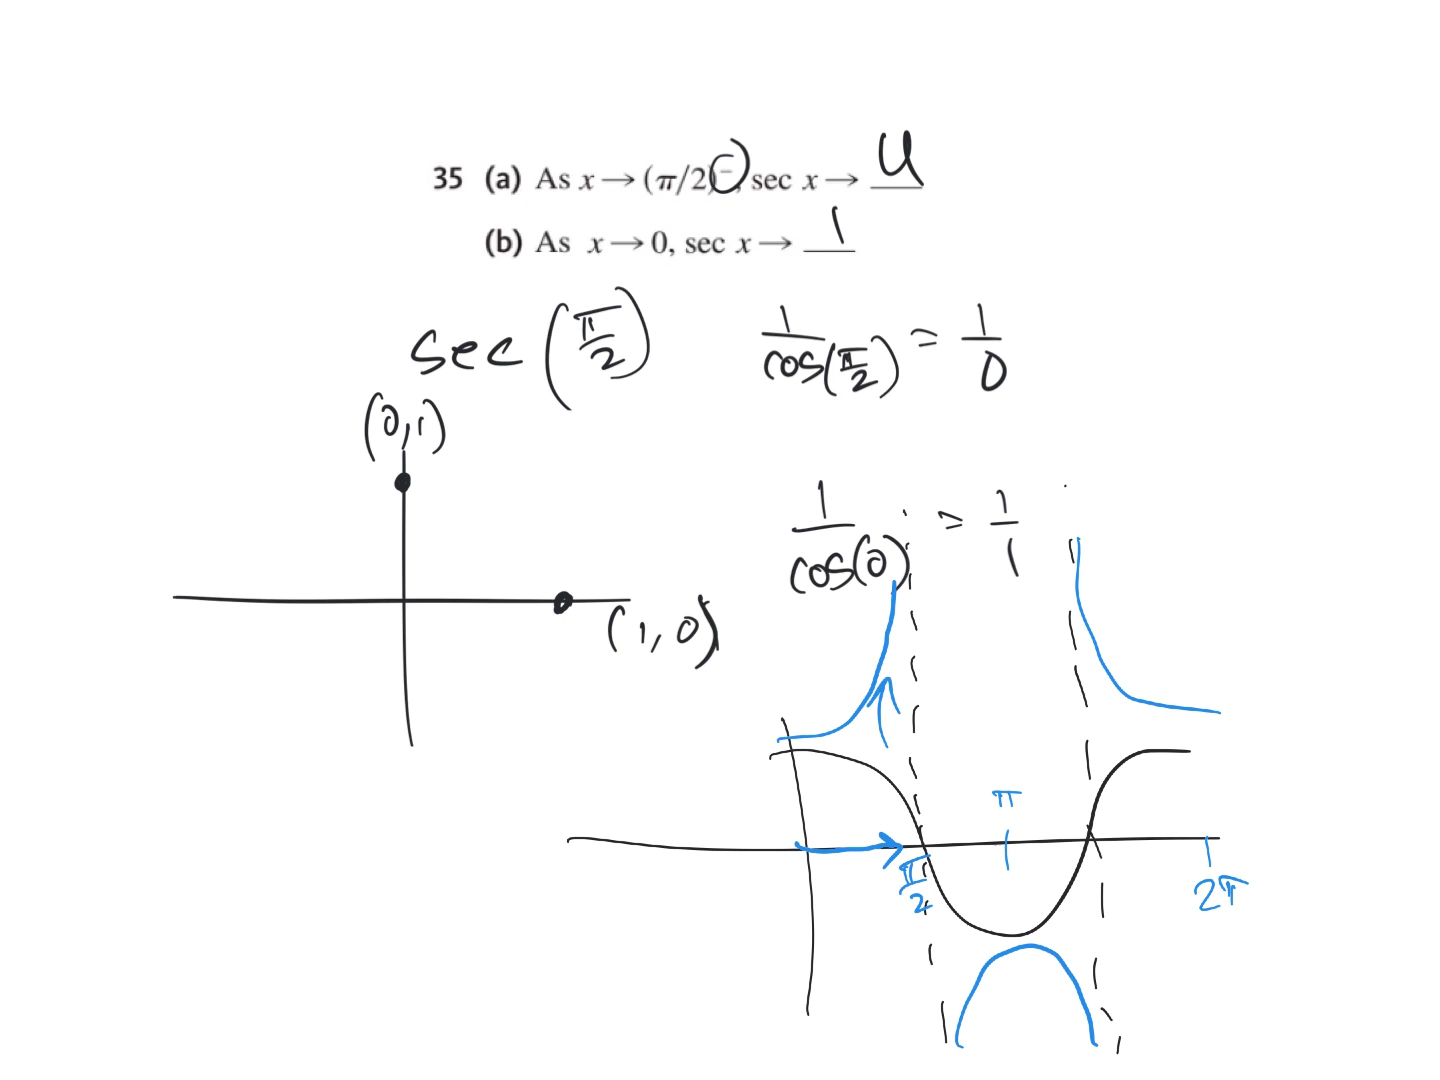 35 (a) As x → (π/2)⁻, sec x → U
(b) As x → 0, sec x → 1
sec (π/2)
1/cos(π/2) = 1/0
(0,1)
1/cos(0) = 1/1
(1,0)
π
π/2
2π